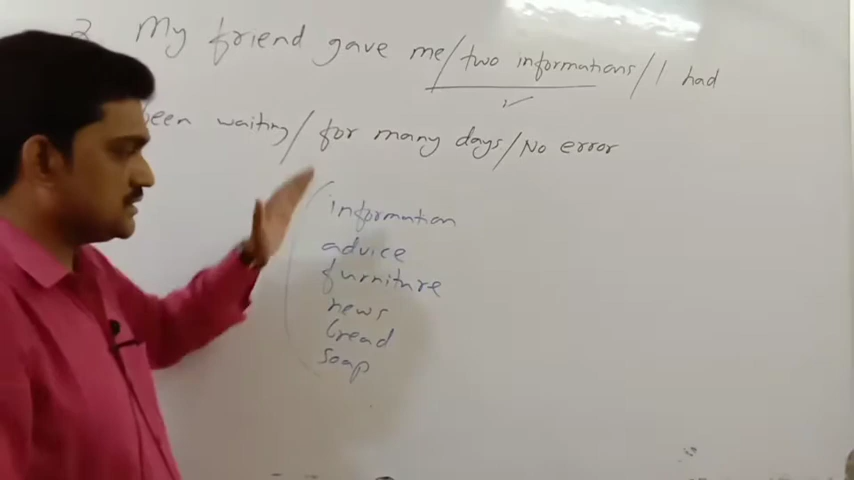 2. My friend gave me/two informations/I had
been waiting/for many days/No error
information
advice
furniture
news
bread
soap